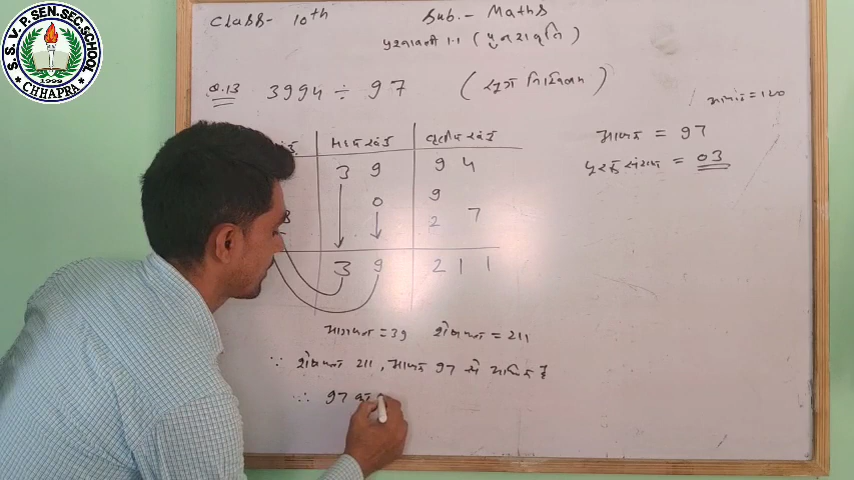 S.S.V.P.SEN.SEC.SCHOOL
1999
CHHAPRA
Class- 10th Sub.- Maths
प्रश्नावली 1.1 (पुनरावृत्ति)
Q.13 3994 ÷ 97 (सूत्र निखिलम)
आधार = 100
भाजक = 97
पूरक संख्या = 03
मध्य खंड तृतीय खंड
3 9 9 4
0 9
2 7
3 9 2 1 1
भागफल = 39 शेषफल = 211
∵ शेषफल 211, भाजक 97 से अधिक है
∴ 97 का